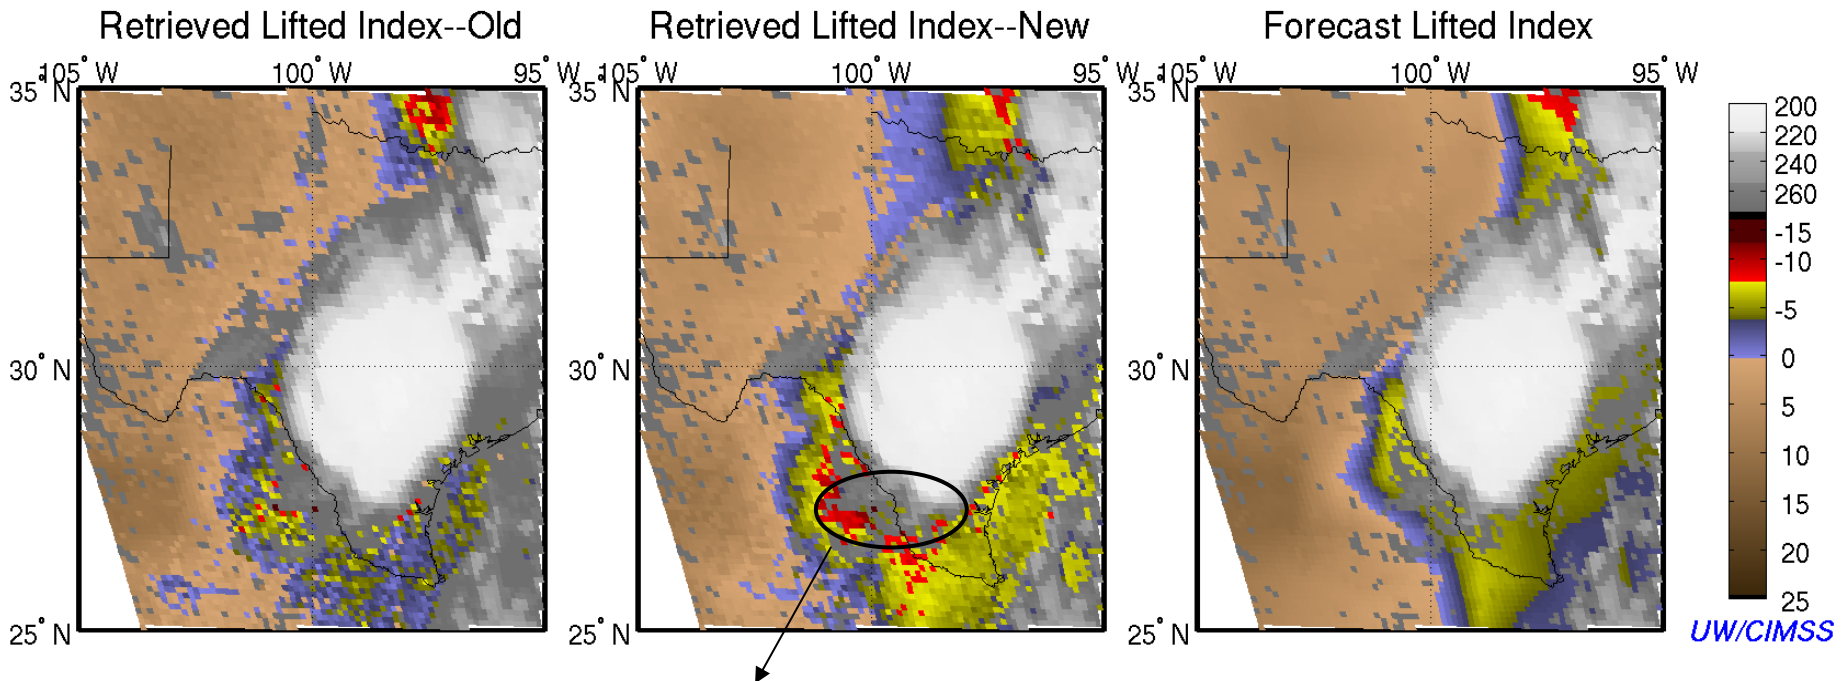 Retrieved Lifted Index--Old
Retrieved Lifted Index--New
Forecast Lifted Index
105° W 100° W 95° W
105° W 100° W 95° W
105° W 100° W 95° W
35° N
30° N
25° N
35° N
30° N
25° N
35° N
30° N
25° N
200
220
240
260
-15
-10
-5
0
5
10
15
20
25
UW/CIMSS